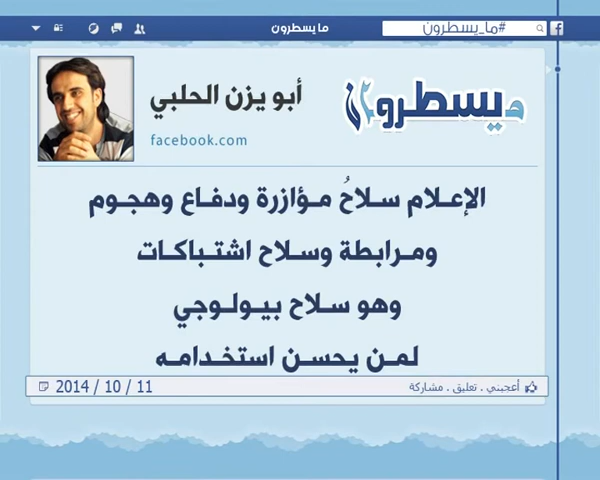 ما يسطرون
#ما_يسطرون
ما يسطرون
أبو يزن الحلبي
facebook.com
الإعلام سلاحُ مؤازرة ودفاع وهجوم
ومرابطة وسلاح اشتباكات
وهو سلاح بيولوجي
لمن يحسن استخدامه
أعجبني . تعليق . مشاركة
2014 / 10 / 11